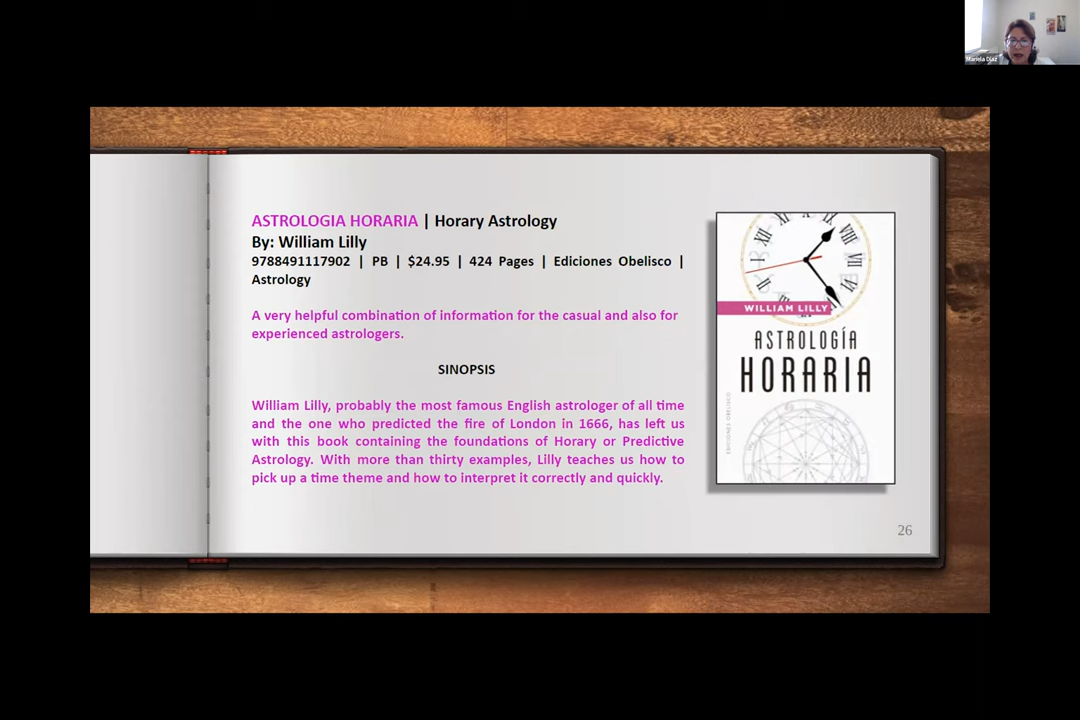 Mariela Diaz
ASTROLOGIA HORARIA | Horary Astrology
By: William Lilly
9788491117902 | PB | $24.95 | 424 Pages | Ediciones Obelisco |
Astrology
A very helpful combination of information for the casual and also for
experienced astrologers.
SINOPSIS
William Lilly, probably the most famous English astrologer of all time
and the one who predicted the fire of London in 1666, has left us
with this book containing the foundations of Horary or Predictive
Astrology. With more than thirty examples, Lilly teaches us how to
pick up a time theme and how to interpret it correctly and quickly.
WILLIAM LILLY
ASTROLOGÍA
HORARIA
EDICIONES OBELISCO
26